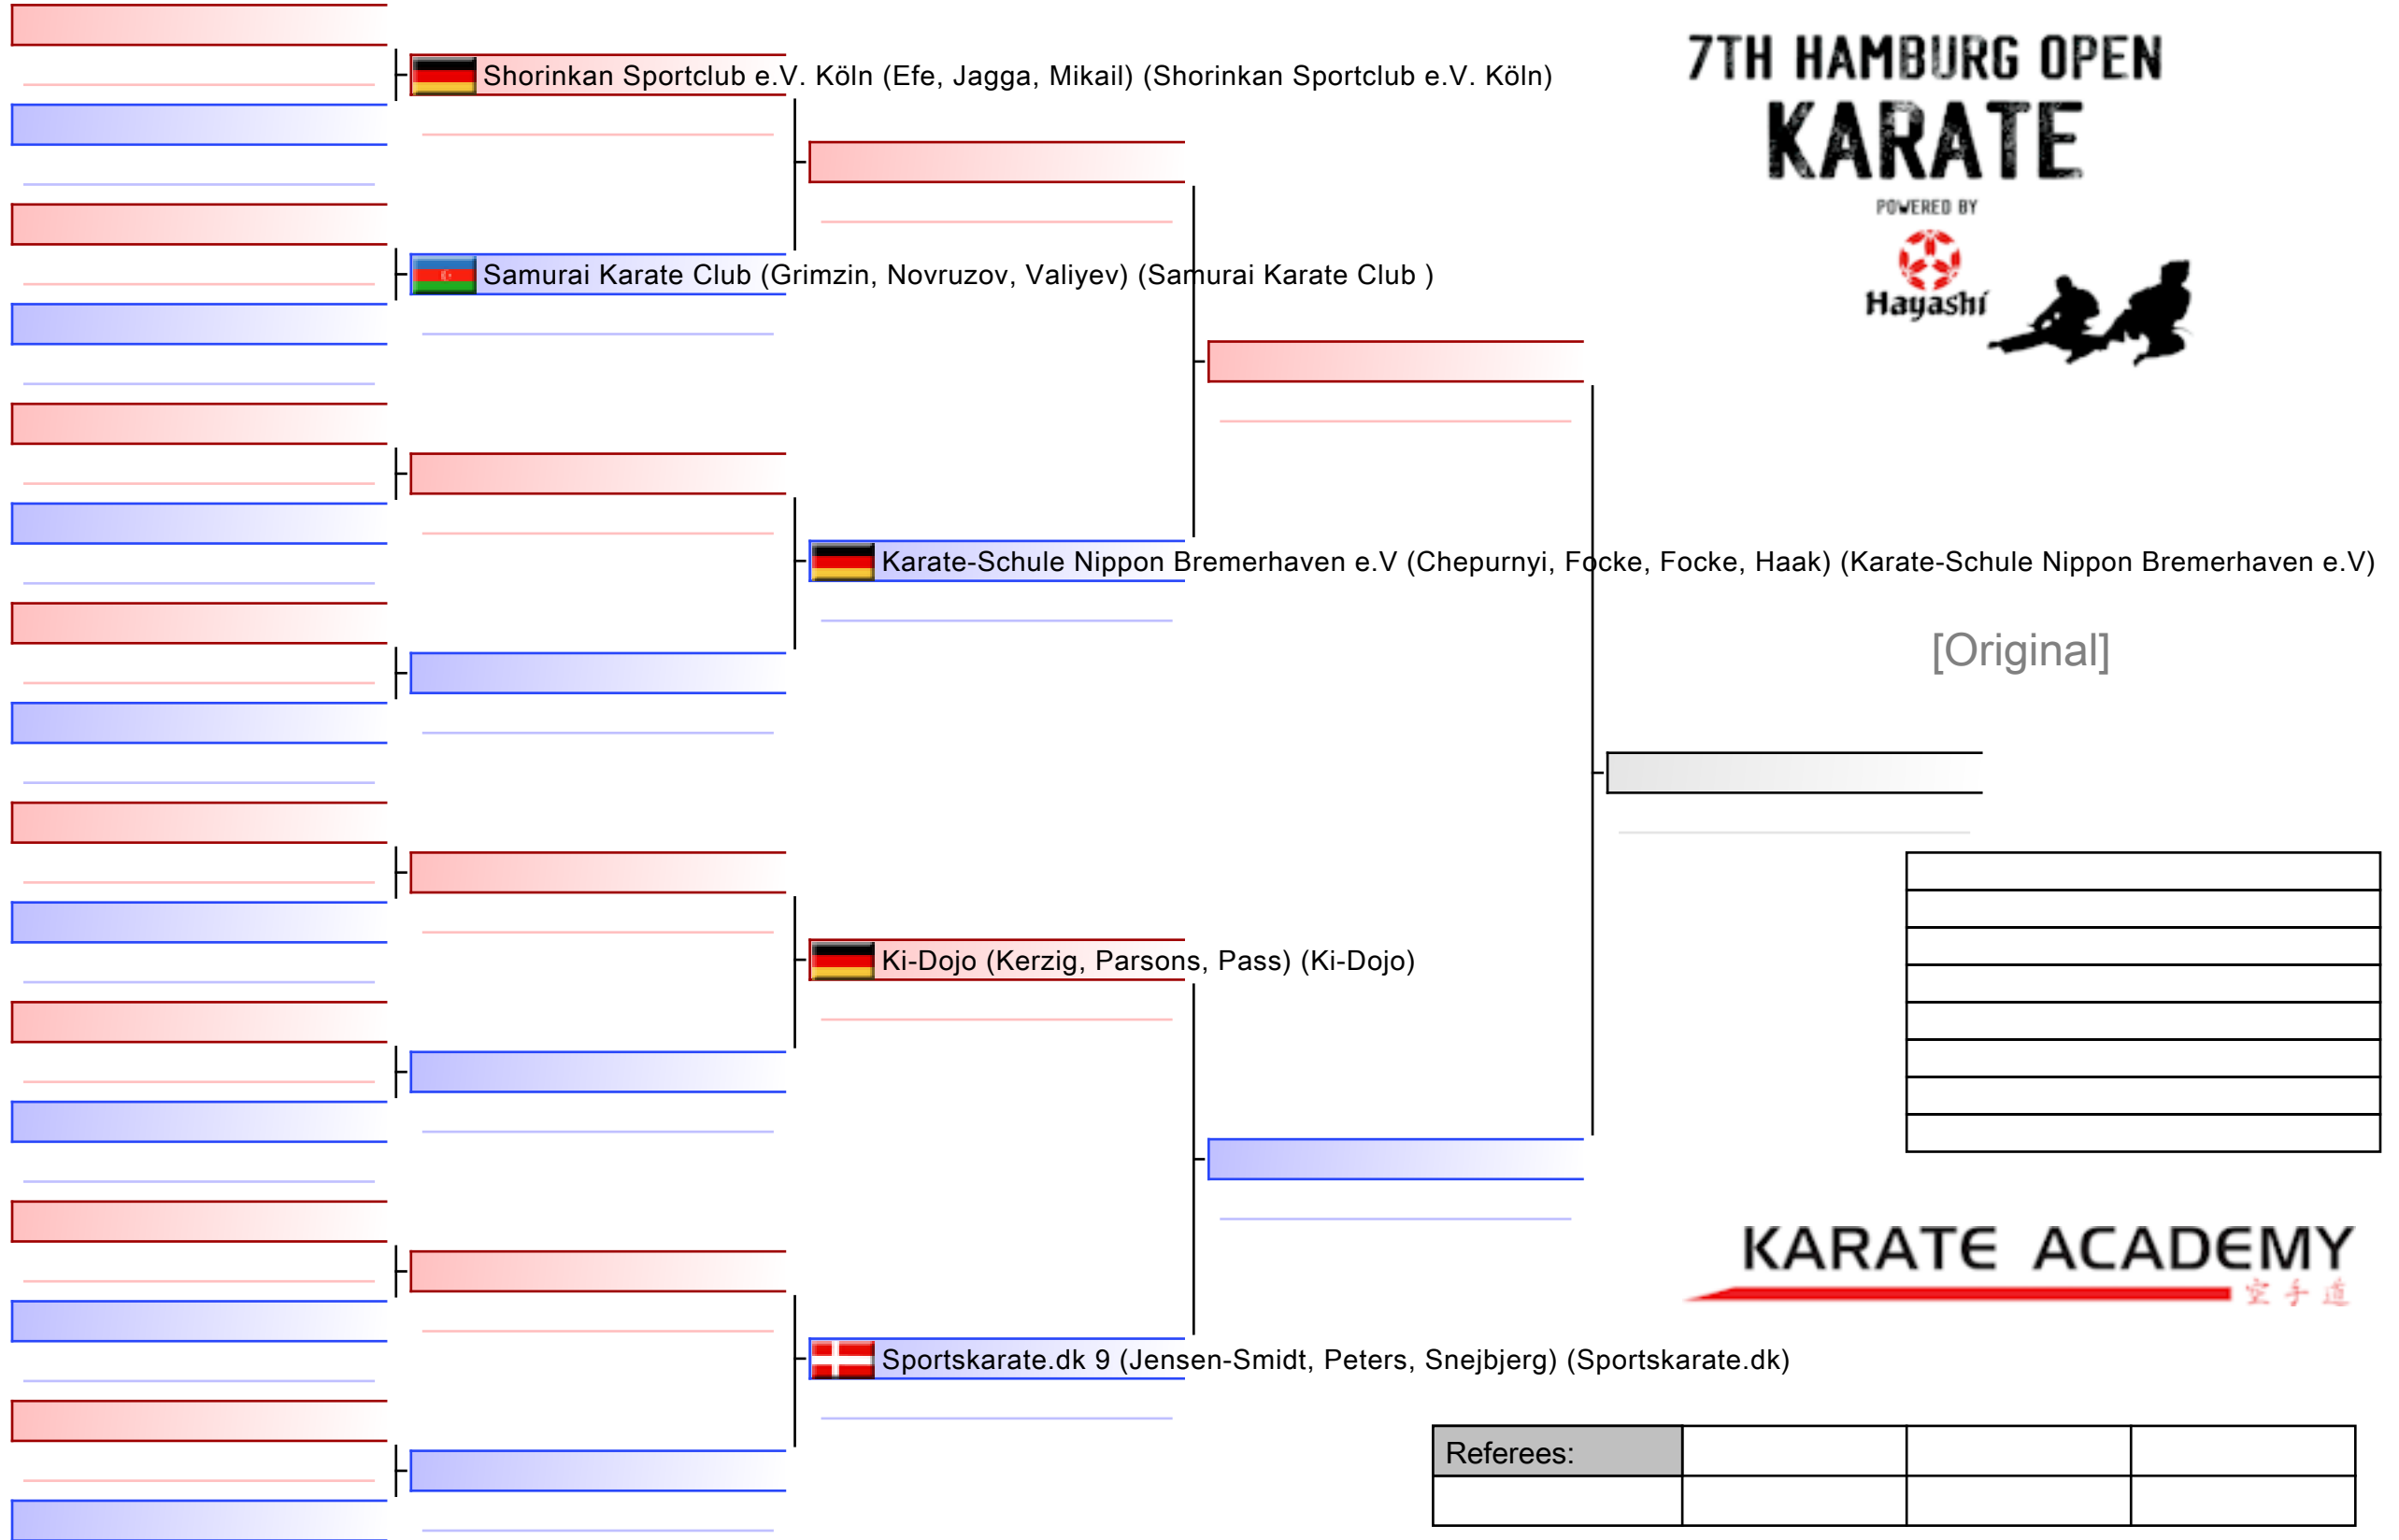 7TH HAMBURG OPEN
KARATE
POWERED BY
Hayashi
Shorinkan Sportclub e.V. Köln (Efe, Jagga, Mikail) (Shorinkan Sportclub e.V. Köln)
Samurai Karate Club (Grimzin, Novruzov, Valiyev) (Samurai Karate Club )
Karate-Schule Nippon Bremerhaven e.V (Chepurnyi, Focke, Focke, Haak) (Karate-Schule Nippon Bremerhaven e.V)
[Original]
Ki-Dojo (Kerzig, Parsons, Pass) (Ki-Dojo)
KARATE ACADEMY
空手道
Sportskarate.dk 9 (Jensen-Smidt, Peters, Snejbjerg) (Sportskarate.dk)
Referees: